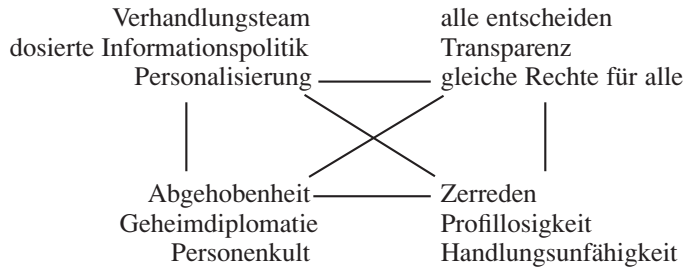 Verhandlungsteam
dosierte Informationspolitik
Personalisierung
alle entscheiden
Transparenz
gleiche Rechte für alle
Abgehobenheit
Geheimdiplomatie
Personenkult
Zerreden
Profillosigkeit
Handlungsunfähigkeit